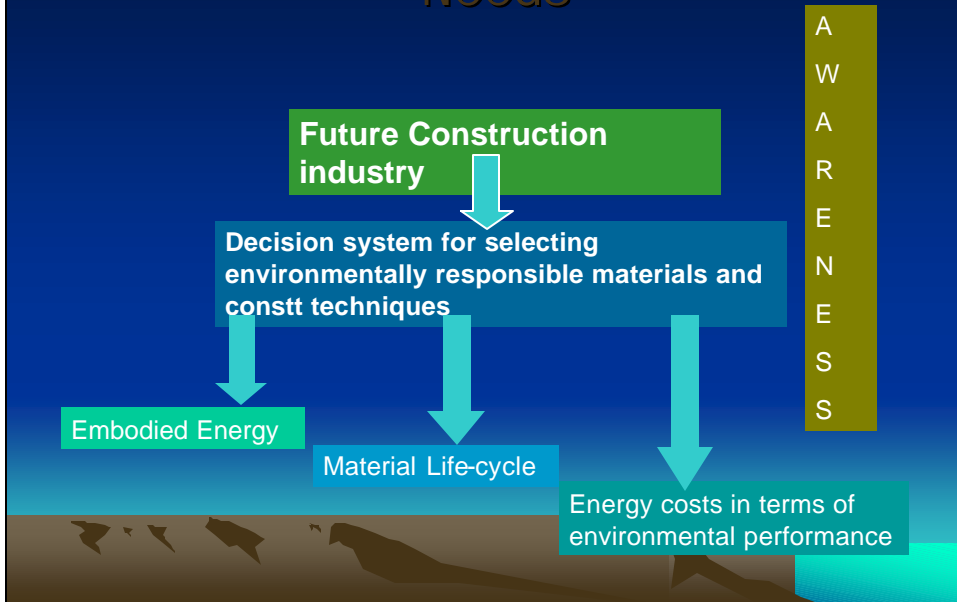 Needs
Future Construction
industry
Decision system for selecting
environmentally responsible materials and
constt techniques
Embodied Energy
Material Life-cycle
Energy costs in terms of
environmental performance
A
W
A
R
E
N
E
S
S